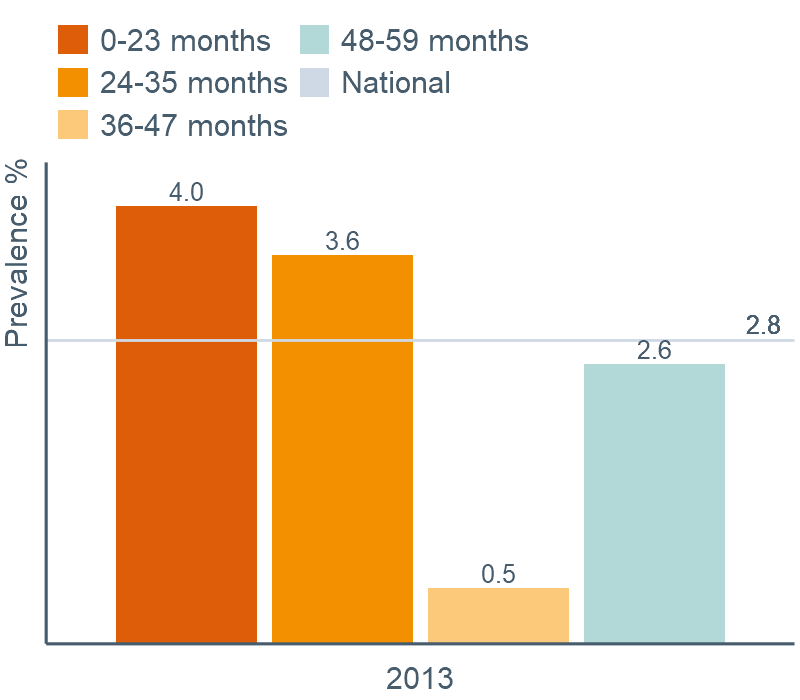 0-23 months
24-35 months
36-47 months
48-59 months
National
Prevalence %
4.0
3.6
0.5
2.6
2.8
2013